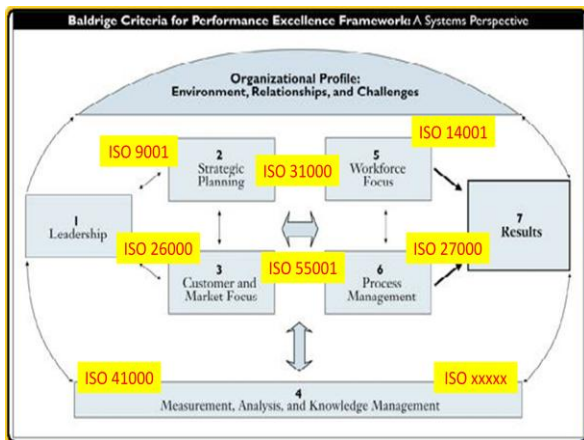 Baldrige Criteria for Performance Excellence Framework: A Systems Perspective
Organizational Profile:
Environment, Relationships, and Challenges
ISO 9001
2
Strategic
Planning
ISO 31000
5
Workforce
Focus
ISO 14001
1
Leadership
7
Results
ISO 26000
3
Customer and
Market Focus
ISO 55001
6
Process
Management
ISO 27000
ISO 41000
4
Measurement, Analysis, and Knowledge Management
ISO xxxxx